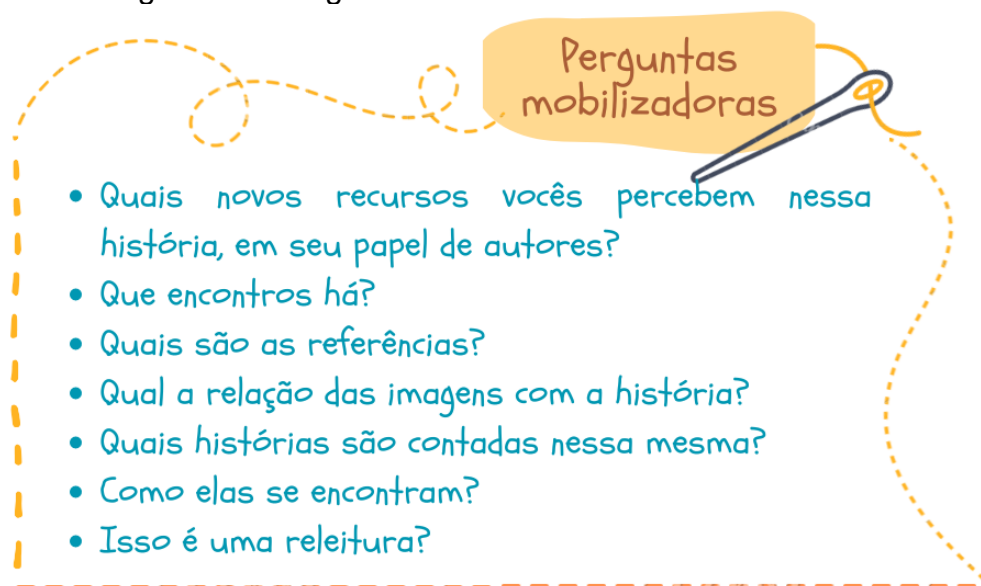 Perguntas
mobilizadoras
• Quais novos recursos vocês percebem nessa
história, em seu papel de autores?
• Que encontros há?
• Quais são as referências?
• Qual a relação das imagens com a história?
• Quais histórias são contadas nessa mesma?
• Como elas se encontram?
• Isso é uma releitura?